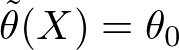 θ̃(X) = θ₀